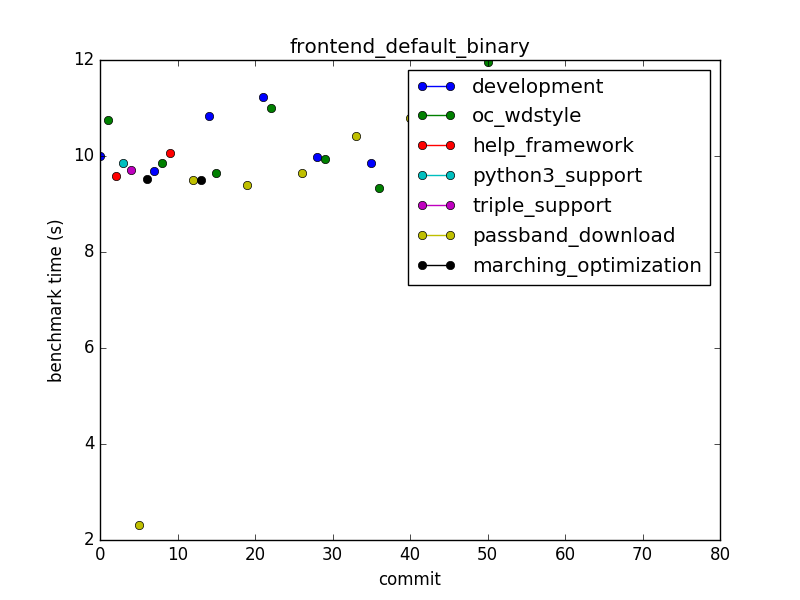 frontend_default_binary
12
10
8
6
4
2
benchmark time (s)
development
oc_wdstyle
help_framework
python3_support
triple_support
passband_download
marching_optimization
0 10 20 30 40 50 60 70 80
commit